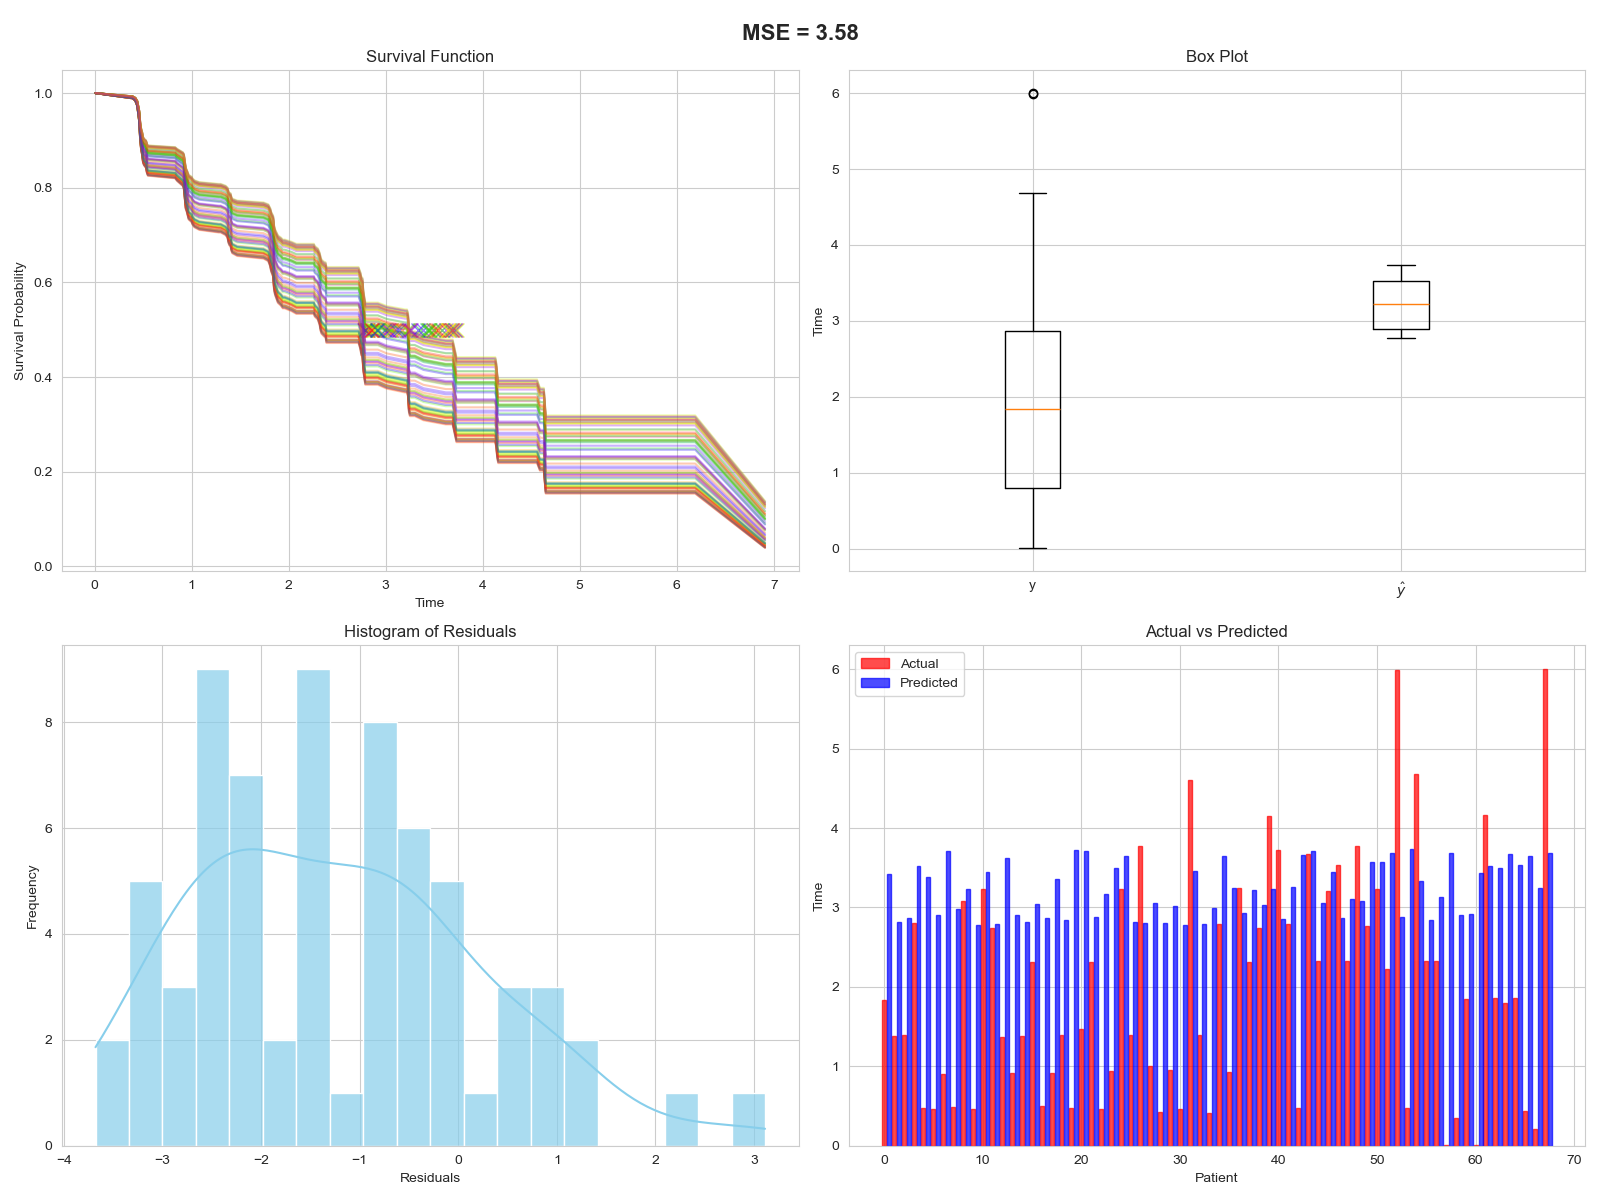 MSE = 3.58
Survival Function
Survival Probability
1.0
0.8
0.6
0.4
0.2
0.0
0 1 2 3 4 5 6 7
Time
Box Plot
Time
6
5
4
3
2
1
0
y ŷ
Histogram of Residuals
Frequency
8
6
4
2
0
−4 −3 −2 −1 0 1 2 3
Residuals
Actual vs Predicted
Actual
Predicted
Time
6
5
4
3
2
1
0
0 10 20 30 40 50 60 70
Patient